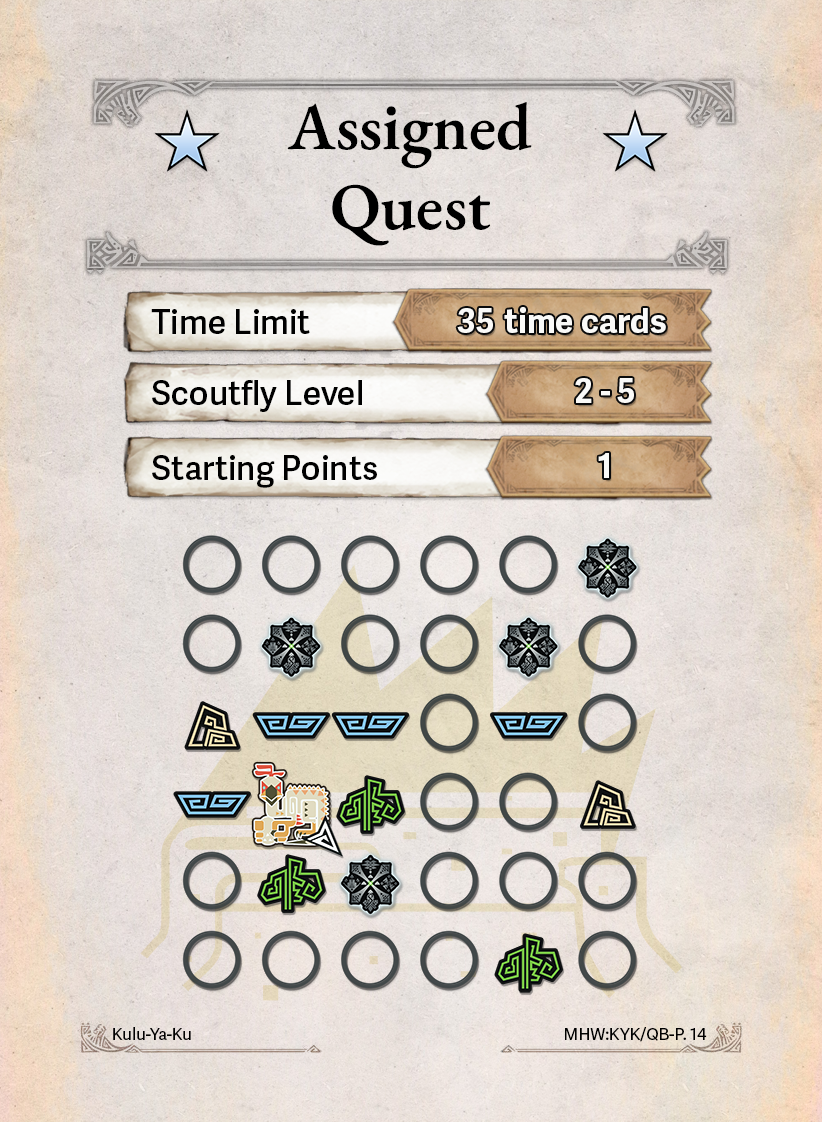 Assigned
Quest
Time Limit
35 time cards
Scoutfly Level
2 - 5
Starting Points
1
Kulu-Ya-Ku
MHW:KYK/QB-P. 14